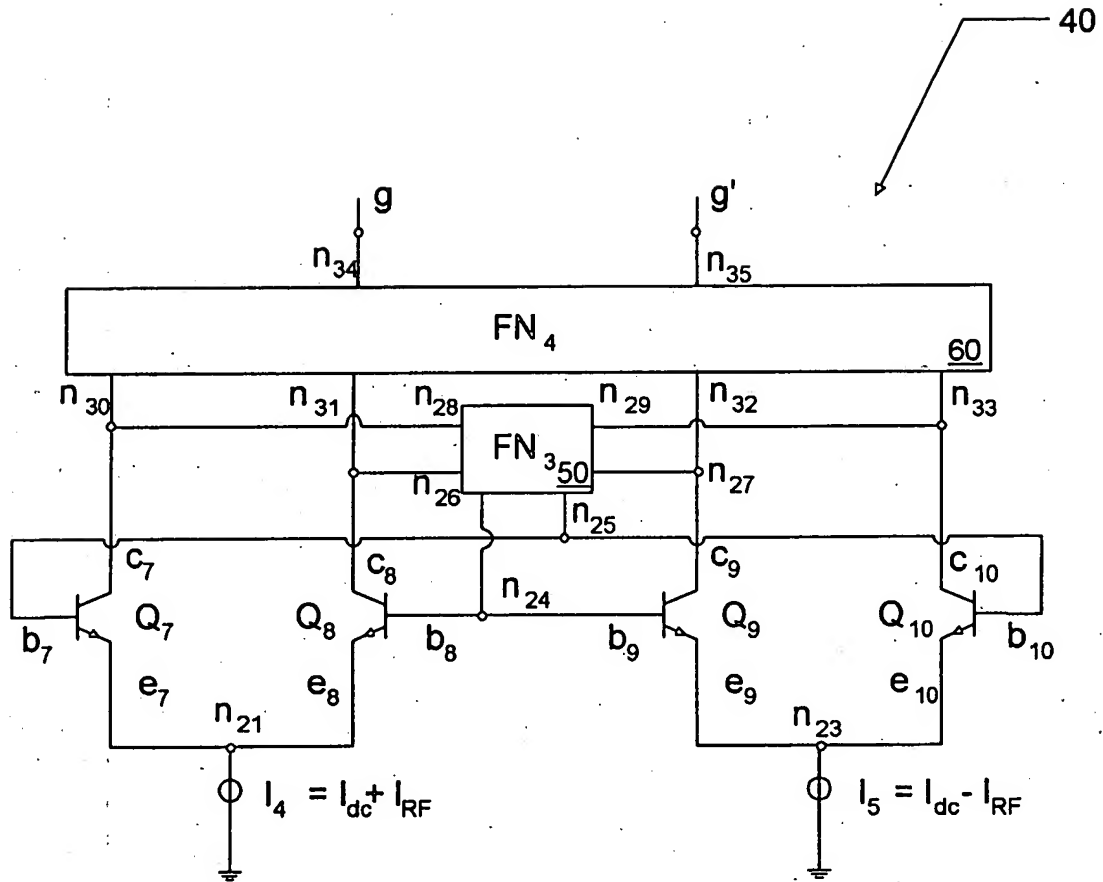 40
g g'
n34 n35
FN4
60
n30 n31 n28 n29 n32 n33
FN3 50
n26 n27
n25
c7 c8 c9 c10
n24
Q7 Q8 Q9 Q10
b7 b8 b9 b10
e7 e8 e9 e10
n21 n23
I4 = Idc+ IRF I5 = Idc- IRF